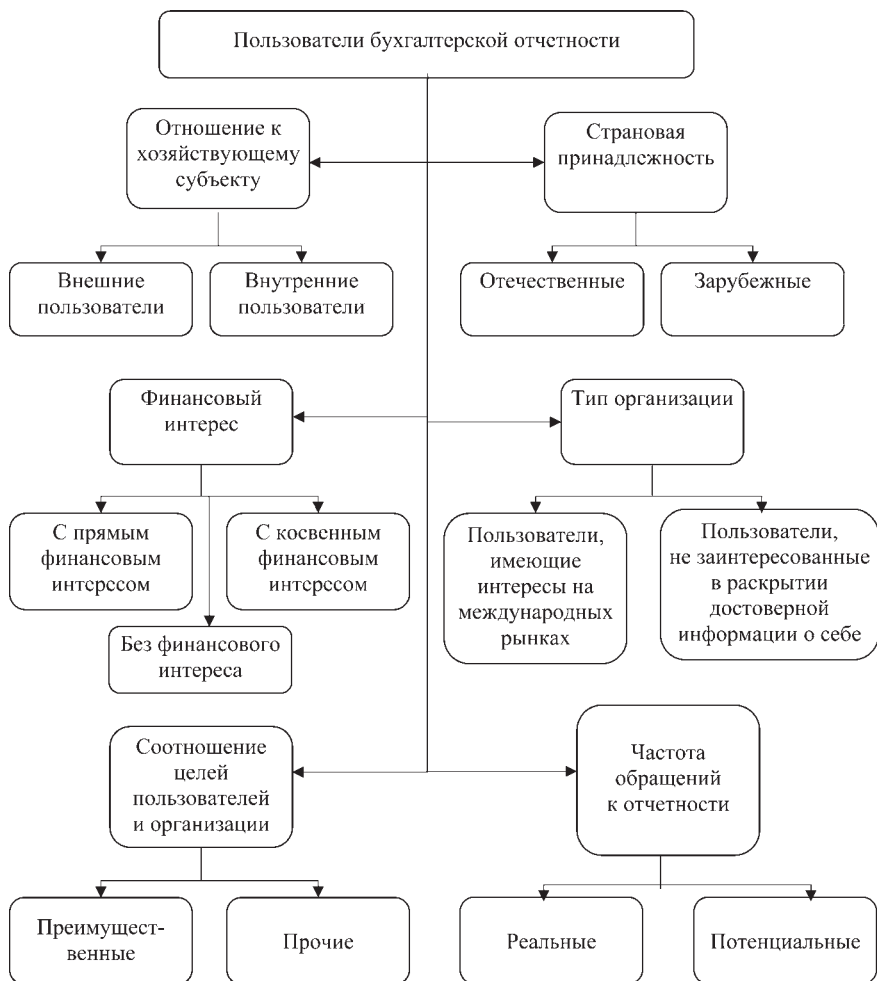 Пользователи бухгалтерской отчетности
Отношение к
хозяйствующему
субъекту
Страновая
принадлежность
Внешние
пользователи
Внутренние
пользователи
Отечественные
Зарубежные
Финансовый
интерес
Тип организации
С прямым
финансовым
интересом
С косвенным
финансовым
интересом
Без финансового
интереса
Пользователи,
имеющие
интересы на
международных
рынках
Пользователи,
не заинтересованные
в раскрытии
достоверной
информации о себе
Соотношение
целей
пользователей
и организации
Частота
обращений
к отчетности
Преимущест-
венные
Прочие
Реальные
Потенциальные